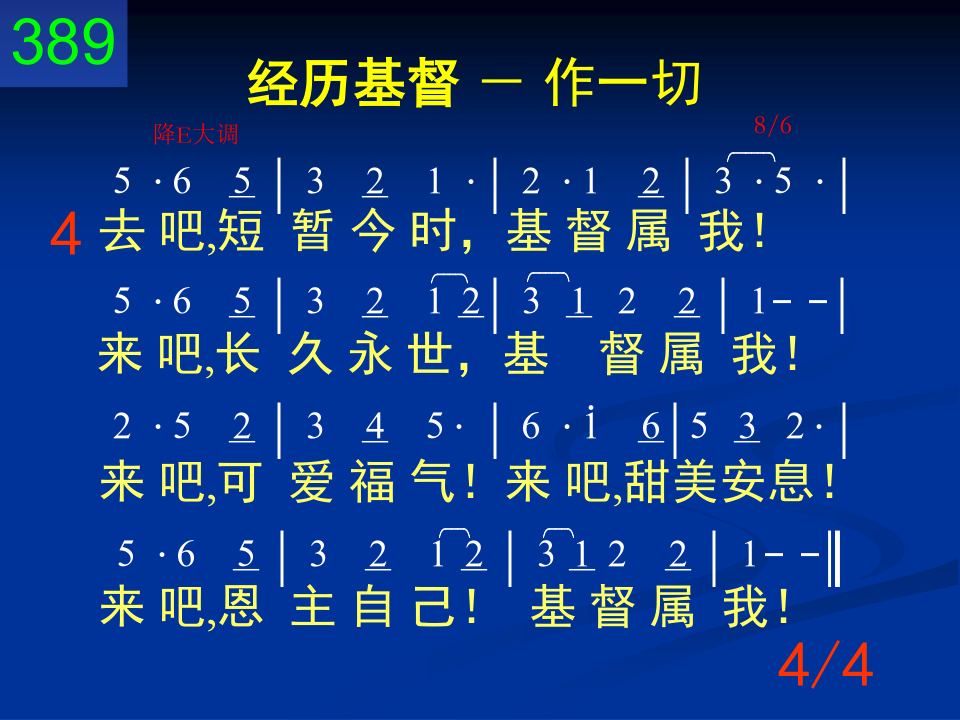 389
经历基督 － 作一切
降E大调 8/6
5 · 6 5 | 3 2 1 · | 2 · 1 2 | 3 · 5 · |
4 去 吧,短 暂 今 时，基 督 属 我！
5 · 6 5 | 3 2 1 2 | 3 1 2 2 | 1－－|
来 吧,长 久 永 世，基 督 属 我！
2 · 5 2 | 3 4 5 · | 6 · i 6 | 5 3 2 · |
来 吧,可 爱 福 气！来 吧,甜美安息！
5 · 6 5 | 3 2 1 2 | 3 1 2 2 | 1－－‖
来 吧,恩 主 自 己！ 基 督 属 我！
4/4